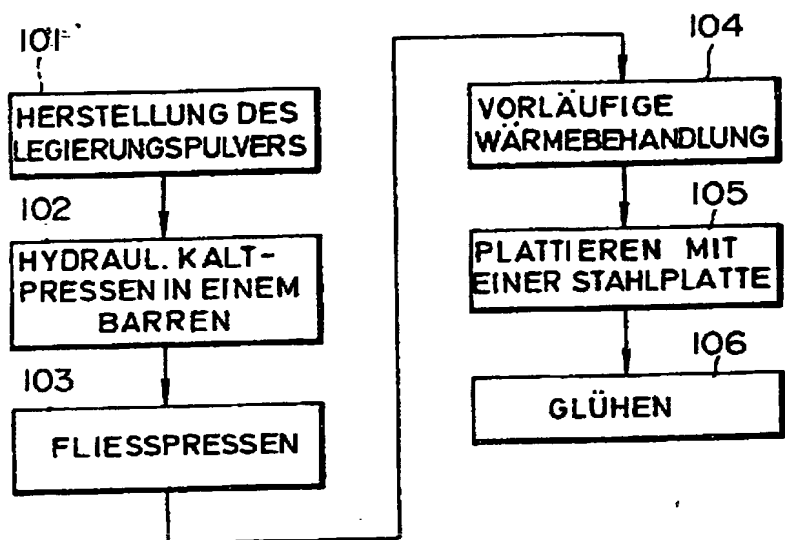 101
HERSTELLUNG DES
LEGIERUNGSPULVERS
102
HYDRAUL. KALT-
PRESSEN IN EINEM
BARREN
103
FLIESSPRESSEN
104
VORLÄUFIGE
WÄRMEBEHANDLUNG
105
PLATTIEREN MIT
EINER STAHLPLATTE
106
GLÜHEN